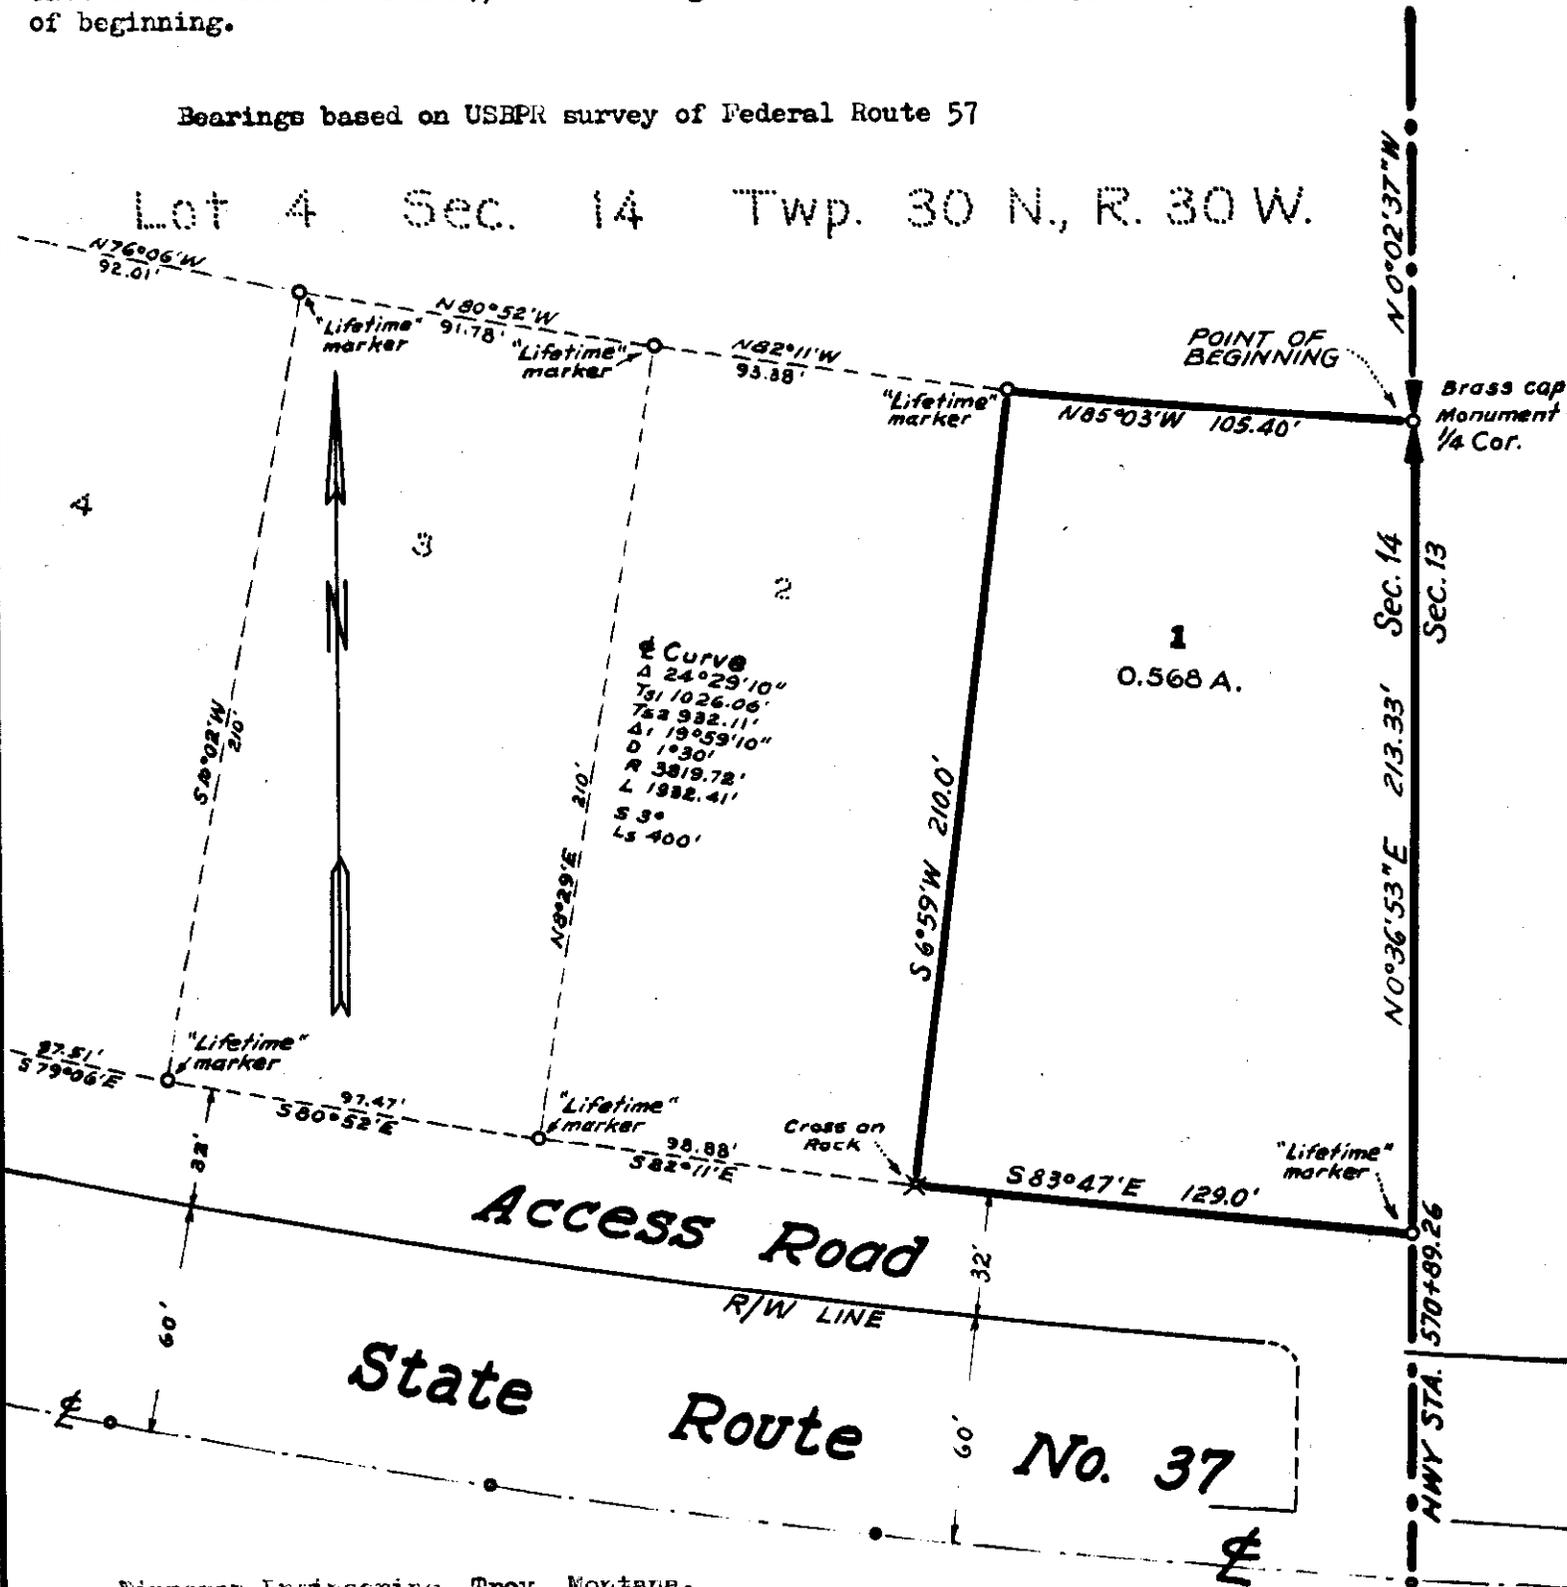 of beginning.
Bearings based on USBPR survey of Federal Route 57
Lot 4 Sec. 14 Twp. 30 N., R. 30 W.
N 0°02'37"W
N76°06'W
92.01'
"Lifetime"
marker
N80°52'W
91.78'
"Lifetime"
marker
N82°11'W
93.38'
"Lifetime"
marker
POINT OF
BEGINNING
N85°03'W 105.40'
Brass cap
Monument
1/4 Cor.
4
3
2
1
0.568 A.
N
Sec. 14
Sec. 13
N0°36'53"E 213.33'
S10°02'W
210'
N8°29'E 210'
S 6°59'W 210.0'
℄ Curve
Δ 24°29'10"
Ts1 1026.06'
Ts2 932.11'
Δ1 19°59'10"
D 1°30'
R 3819.72'
L 1332.41'
S 3°
Ls 400'
97.51'
S79°06'E
"Lifetime"
marker
97.47'
S80°52'E
"Lifetime"
marker
98.88'
S82°11'E
Cross on
Rock
S83°47'E 129.0'
"Lifetime"
marker
32'
Access Road
32'
R/W LINE
60'
State Route No. 37
60'
℄
℄
HWY STA. 570+89.26
Engineering, Troy, Montana.